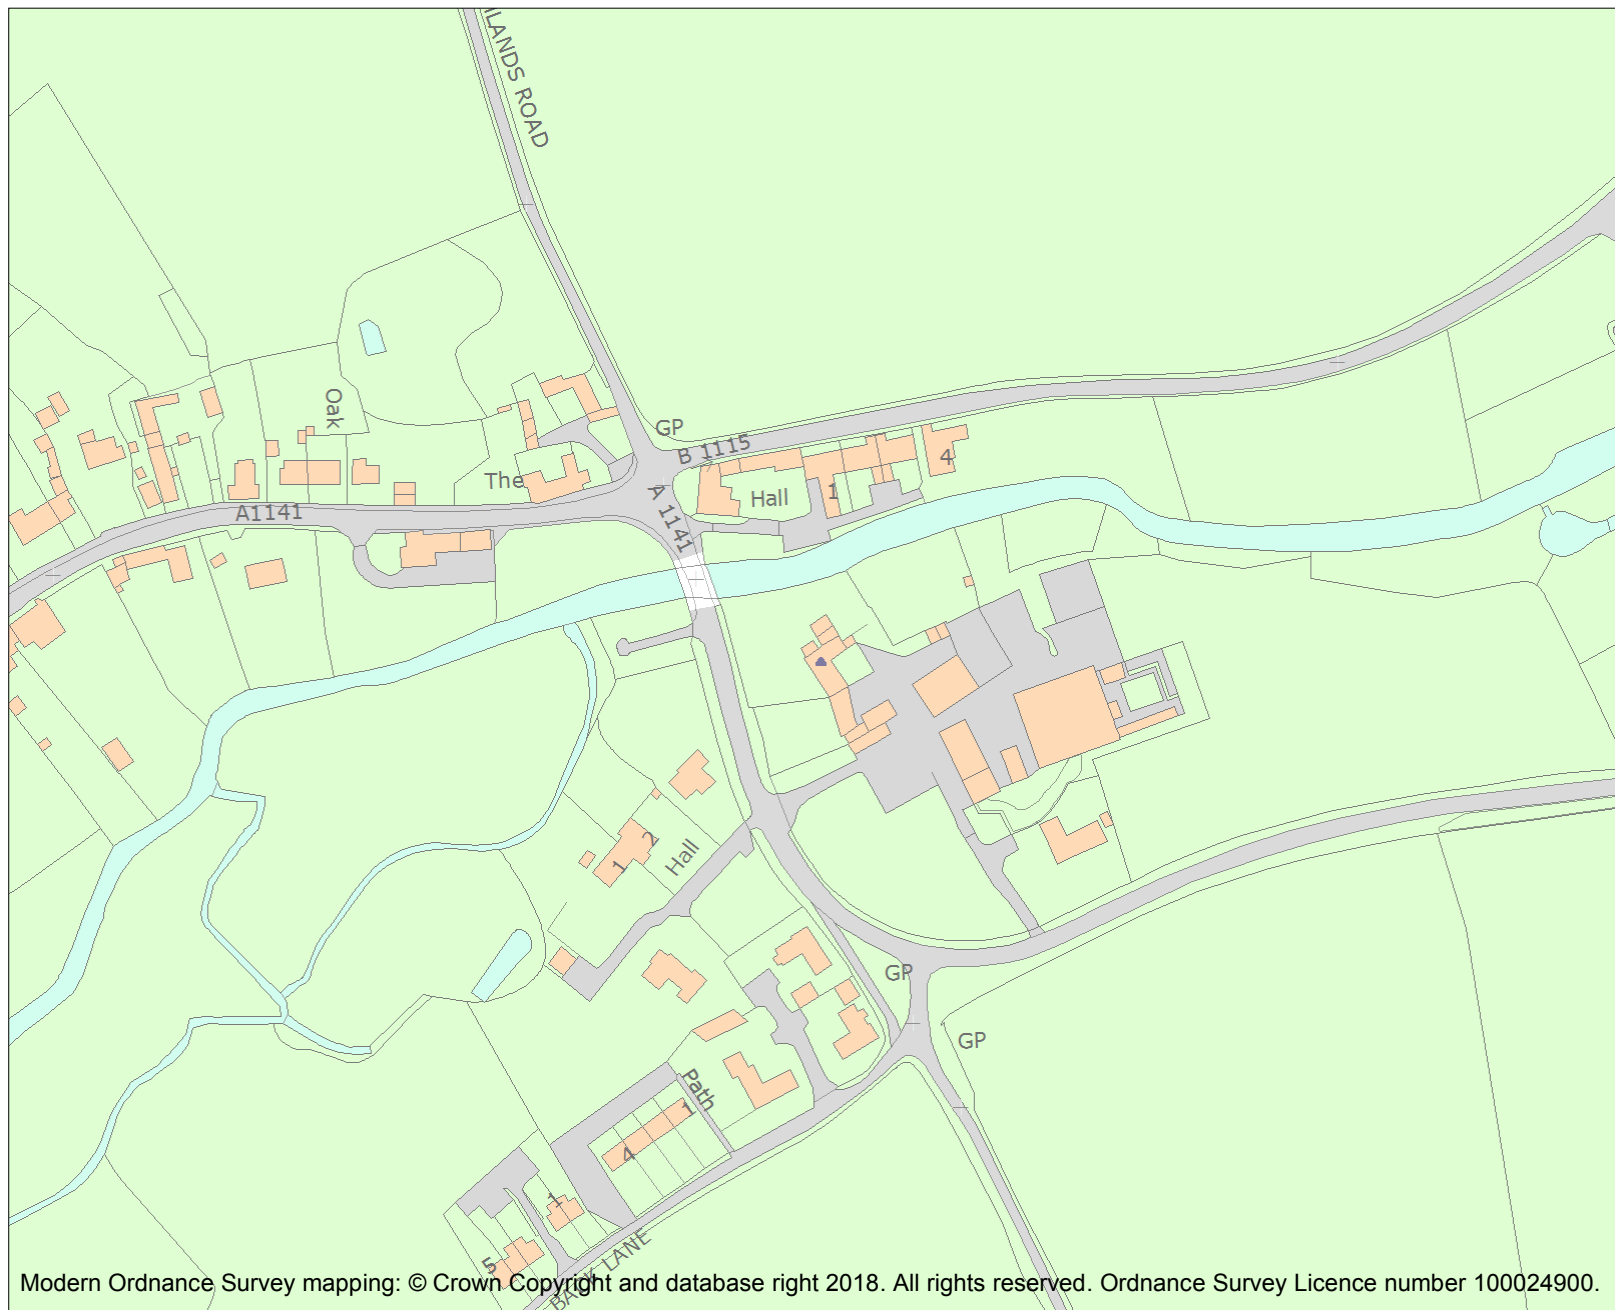 ILANDS ROAD
Oak
GP
B 1115
The
4
A 1141
Hall
1
A1141
2
1
Hall
GP
GP
Path
1
4
1
5
BACK LANE
Modern Ordnance Survey mapping: © Crown Copyright and database right 2018. All rights reserved. Ordnance Survey Licence number 100024900.